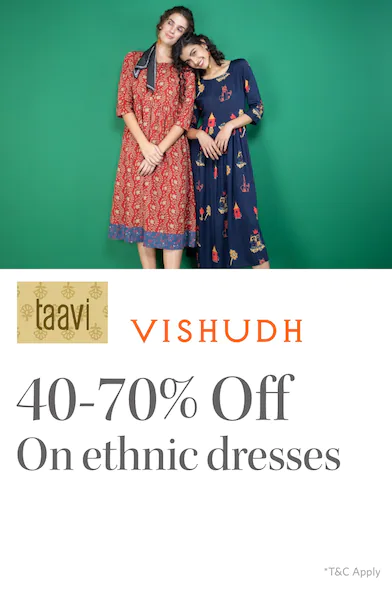 taavi
VISHUDH
40-70% Off
On ethnic dresses
*T&C Apply